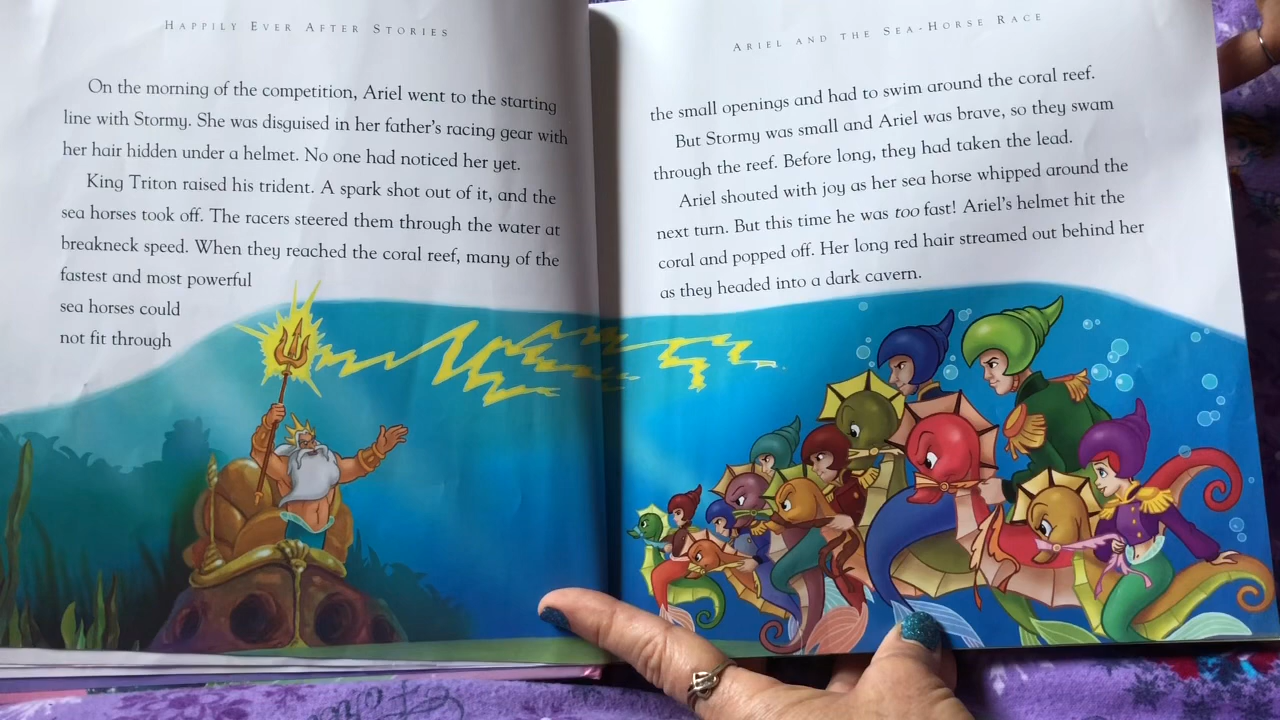 HAPPILY EVER AFTER STORIES
On the morning of the competition, Ariel went to the starting
line with Stormy. She was disguised in her father's racing gear with
her hair hidden under a helmet. No one had noticed her yet.
King Triton raised his trident. A spark shot out of it, and the
sea horses took off. The racers steered them through the water at
breakneck speed. When they reached the coral reef, many of the
fastest and most powerful
sea horses could
not fit through
ARIEL AND THE SEA-HORSE RACE
the small openings and had to swim around the coral reef.
But Stormy was small and Ariel was brave, so they swam
through the reef. Before long, they had taken the lead.
Ariel shouted with joy as her sea horse whipped around the
next turn. But this time he was too fast! Ariel's helmet hit the
coral and popped off. Her long red hair streamed out behind her
as they headed into a dark cavern.